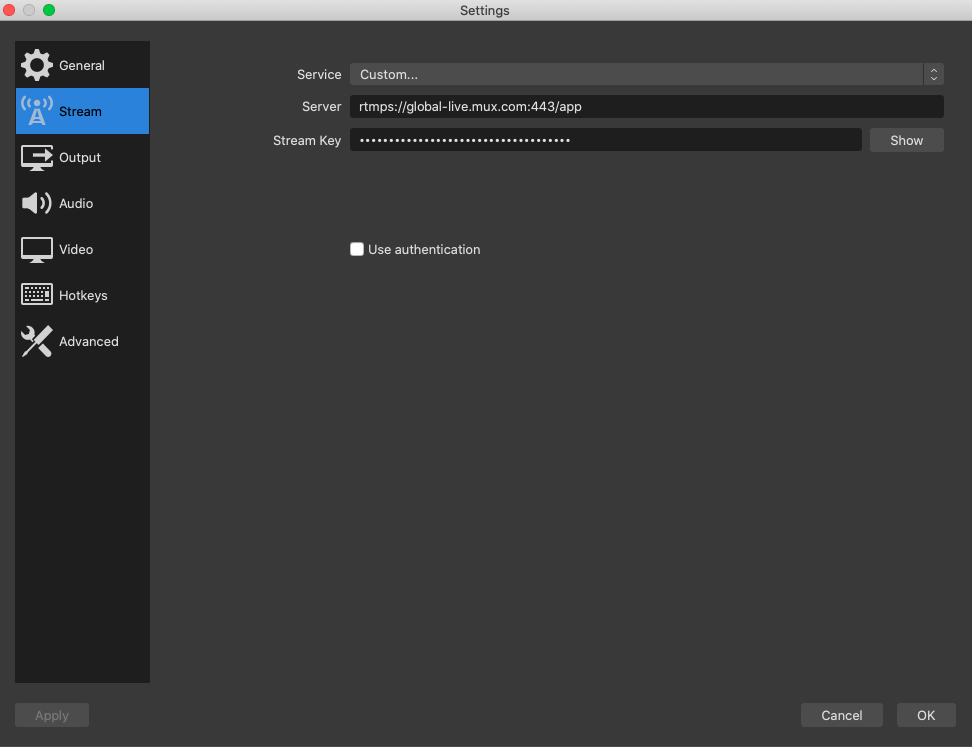 Settings
General
Stream
Output
Audio
Video
Hotkeys
Advanced
Service Custom...
Server rtmps://global-live.mux.com:443/app
Stream Key •••••••••••••••••••••••••••••••••••• Show
Use authentication
Apply Cancel OK